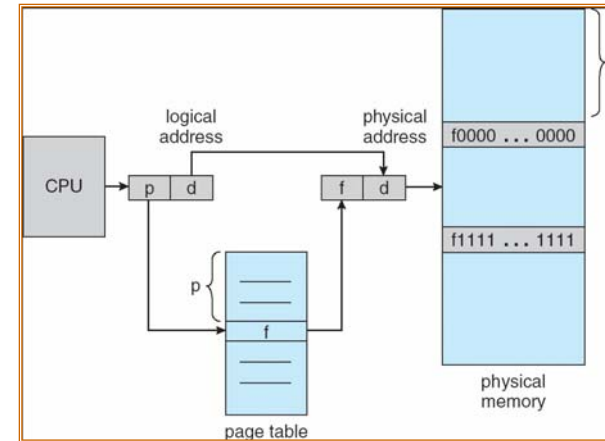 logical
address
physical
address
f0000 ... 0000
CPU
p d
f d
f1111 ... 1111
p
f
physical
memory
page table